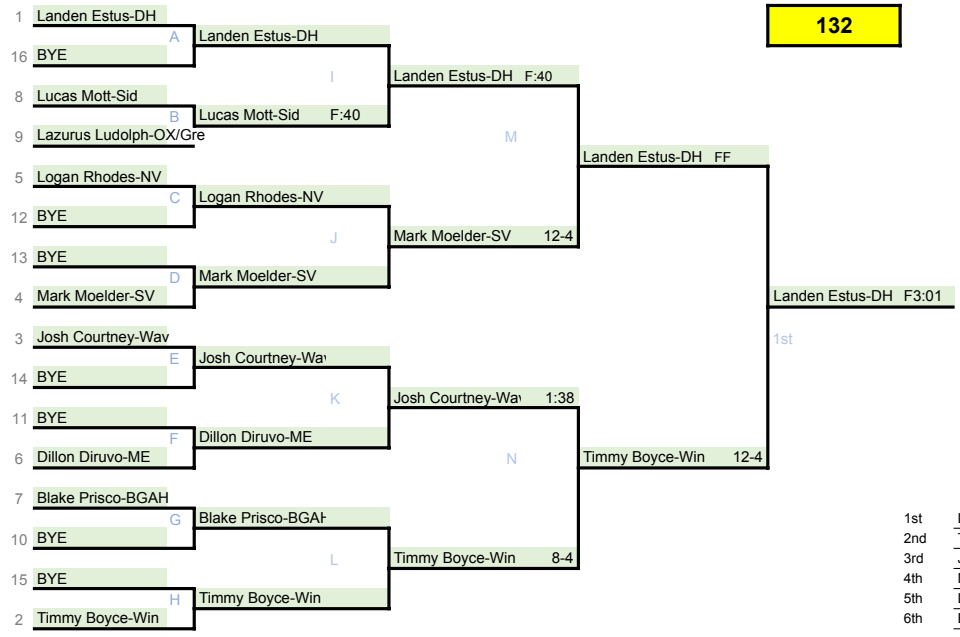 132
1 Landen Estus-DH
A Landen Estus-DH
16 BYE
I Landen Estus-DH F:40
8 Lucas Mott-Sid
B Lucas Mott-Sid F:40
9 Lazurus Ludolph-OX/Gre
M Landen Estus-DH FF
5 Logan Rhodes-NV
C Logan Rhodes-NV
12 BYE
J Mark Moelder-SV 12-4
13 BYE
D Mark Moelder-SV
4 Mark Moelder-SV
Landen Estus-DH F3:01
1st
3 Josh Courtney-Wav
E Josh Courtney-Wav
14 BYE
K Josh Courtney-Wav 1:38
11 BYE
F Dillon Diruvo-ME
6 Dillon Diruvo-ME
N Timmy Boyce-Win 12-4
7 Blake Prisco-BGAH
G Blake Prisco-BGAH
10 BYE
L Timmy Boyce-Win 8-4
15 BYE
H Timmy Boyce-Win
2 Timmy Boyce-Win
1st
2nd
3rd
4th
5th
6th